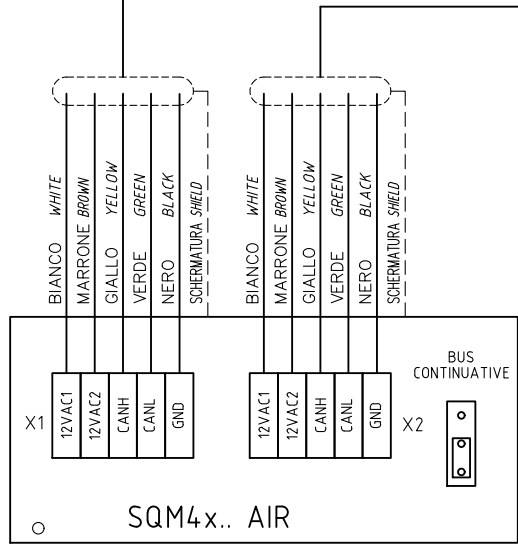 BIANCO WHITE
MARRONE BROWN
GIALLO YELLOW
VERDE GREEN
NERO BLACK
SCHERMATURA SHIELD
BIANCO WHITE
MARRONE BROWN
GIALLO YELLOW
VERDE GREEN
NERO BLACK
SCHERMATURA SHIELD
BUS
CONTINUATIVE
X1
12VAC1
12VAC2
CANH
CANL
GND
12VAC1
12VAC2
CANH
CANL
GND
X2
SQM4x.. AIR